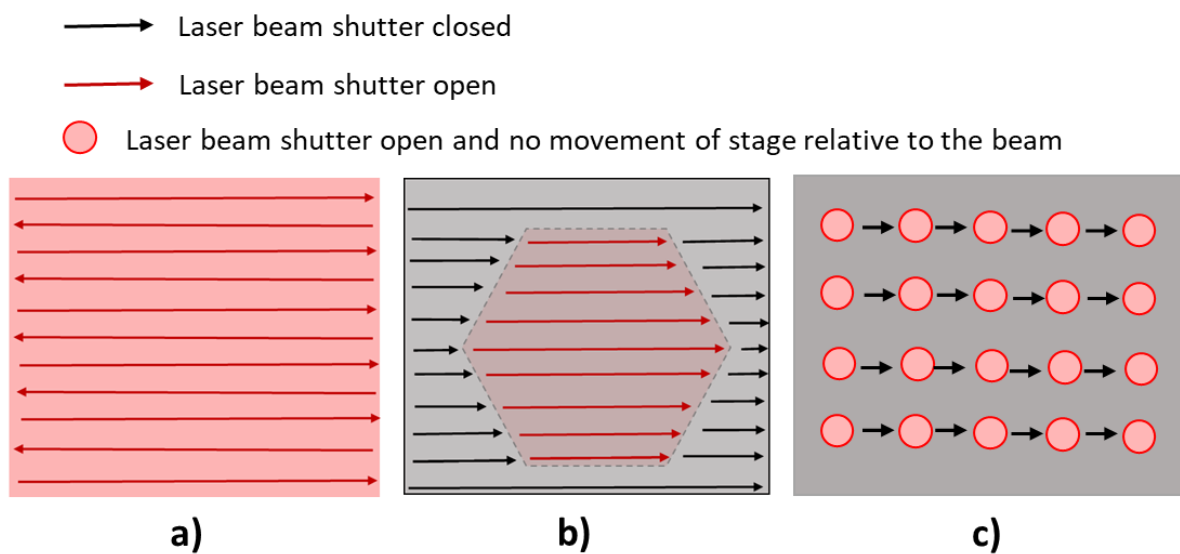 Laser beam shutter closed
Laser beam shutter open
Laser beam shutter open and no movement of stage relative to the beam
a)
b)
c)